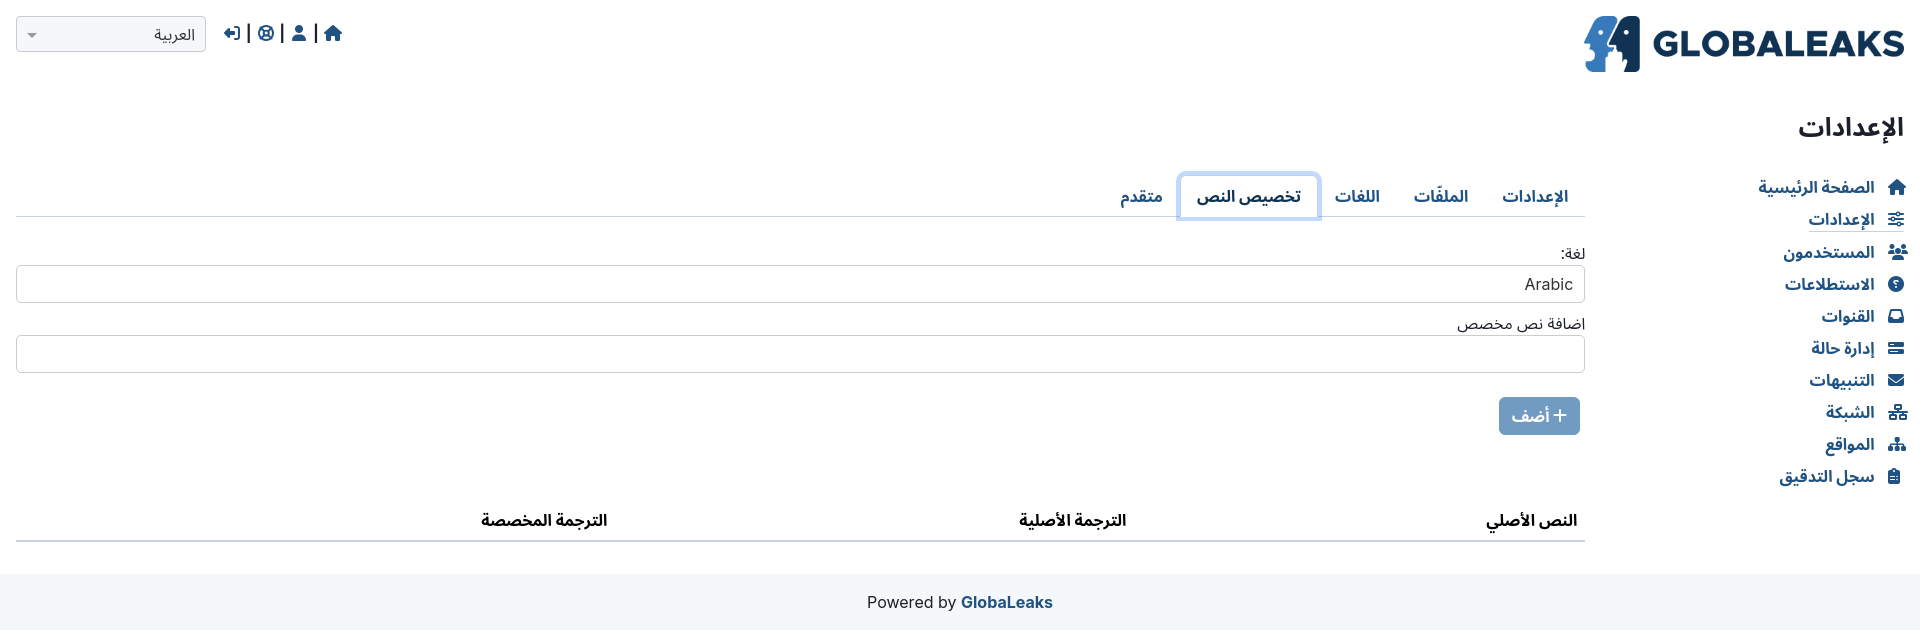 GLOBALEAKS
العربية
الإعدادات
الصفحة الرئيسية
الإعدادات
المستخدمون
الاستطلاعات
القنوات
إدارة حالة
التنبيهات
الشبكة
المواقع
سجل التدقيق
الإعدادات الملفّات اللغات تخصيص النص متقدم
لغة:
Arabic
اضافة نص مخصص
أضف
النص الأصلي الترجمة الأصلية الترجمة المخصصة
Powered by GlobaLeaks